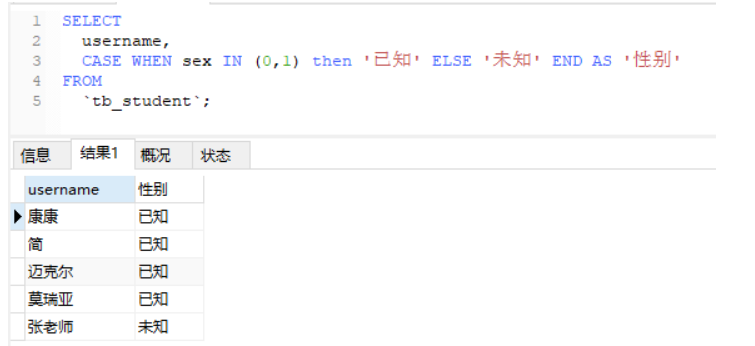 1 SELECT
2 username,
3 CASE WHEN sex IN (0,1) then '已知' ELSE '未知' END AS '性别'
4 FROM
5 `tb_student`;
信息 结果1 概况 状态
username 性别
康康 已知
简 已知
迈克尔 已知
莫瑞亚 已知
张老师 未知